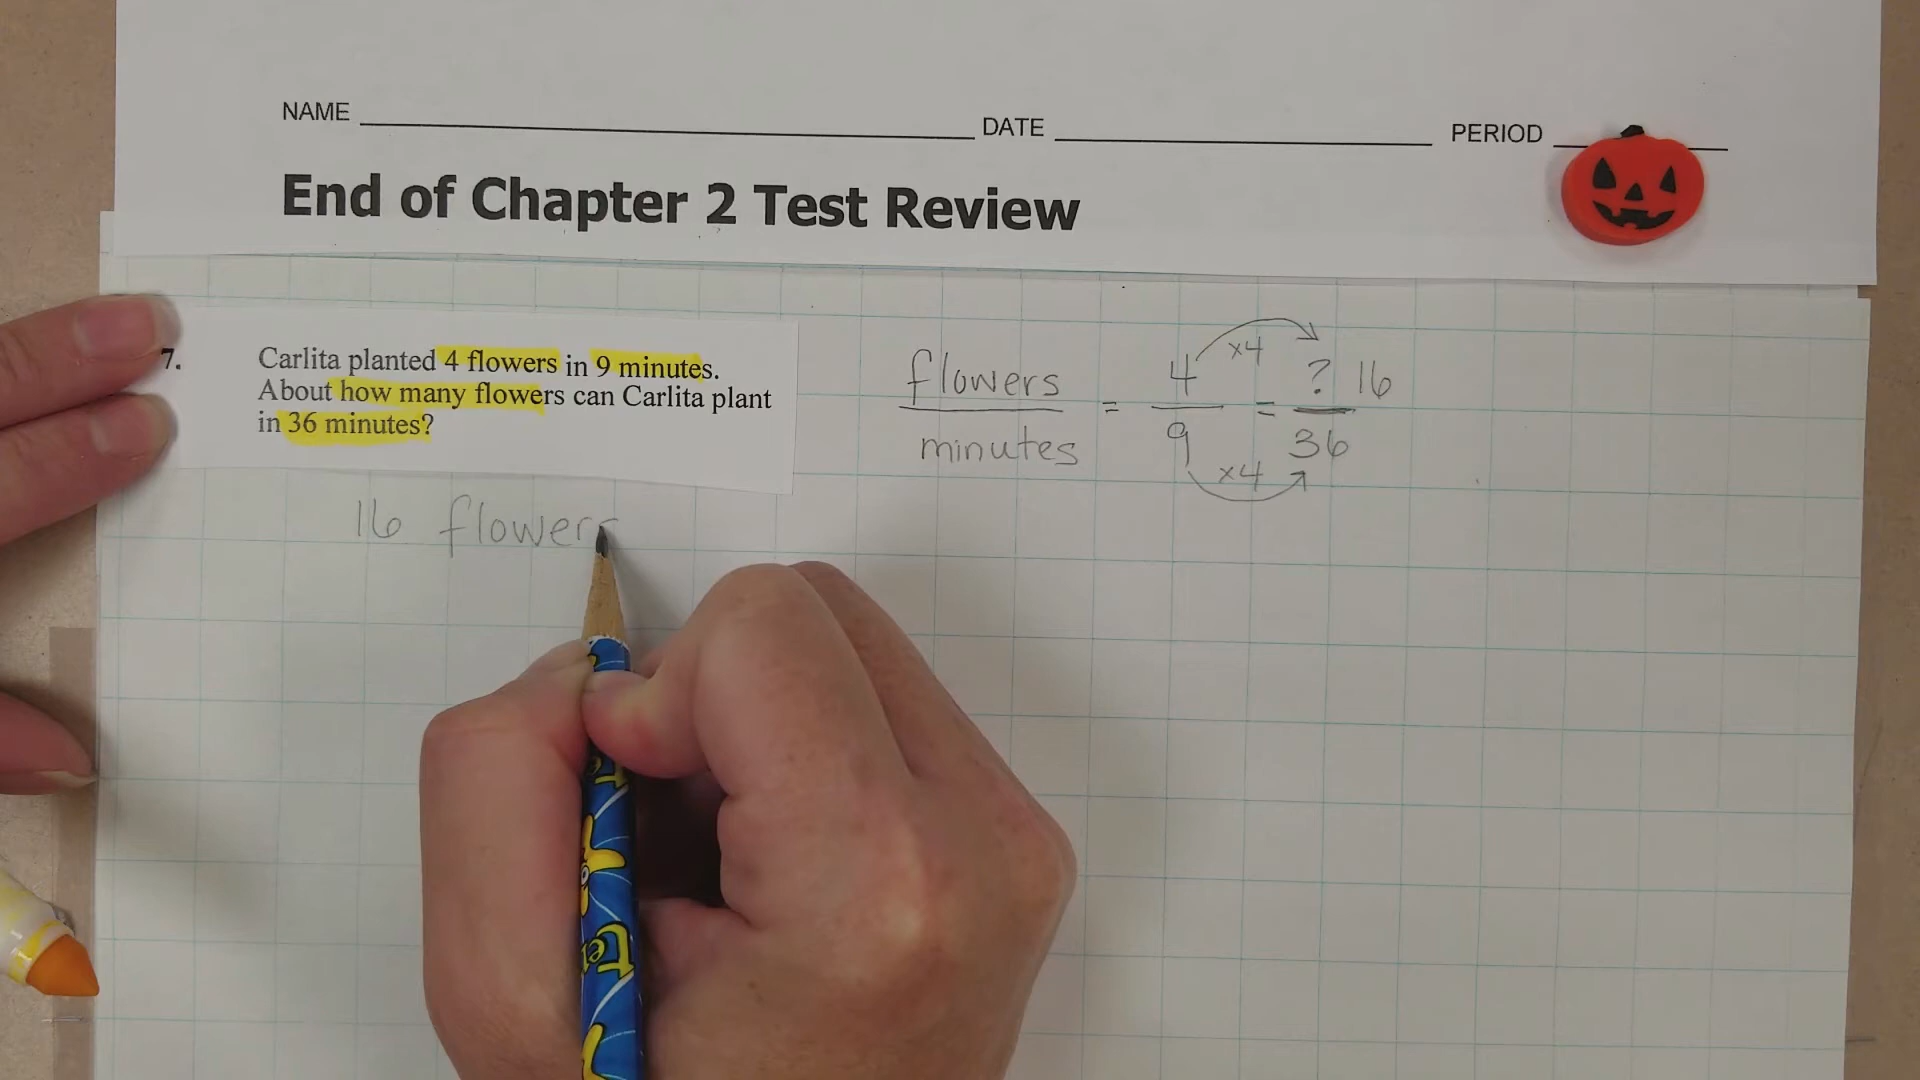 NAME DATE PERIOD
End of Chapter 2 Test Review
7. Carlita planted 4 flowers in 9 minutes.
About how many flowers can Carlita plant
in 36 minutes?
16 flowers
x4
flowers 4 ? 16
= =
minutes 9 36
x4